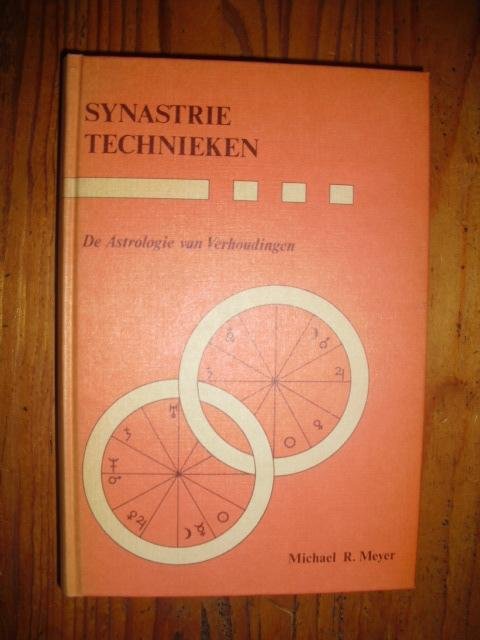 SYNASTRIE
TECHNIEKEN
De Astrologie van Verhoudingen
Michael R. Meyer